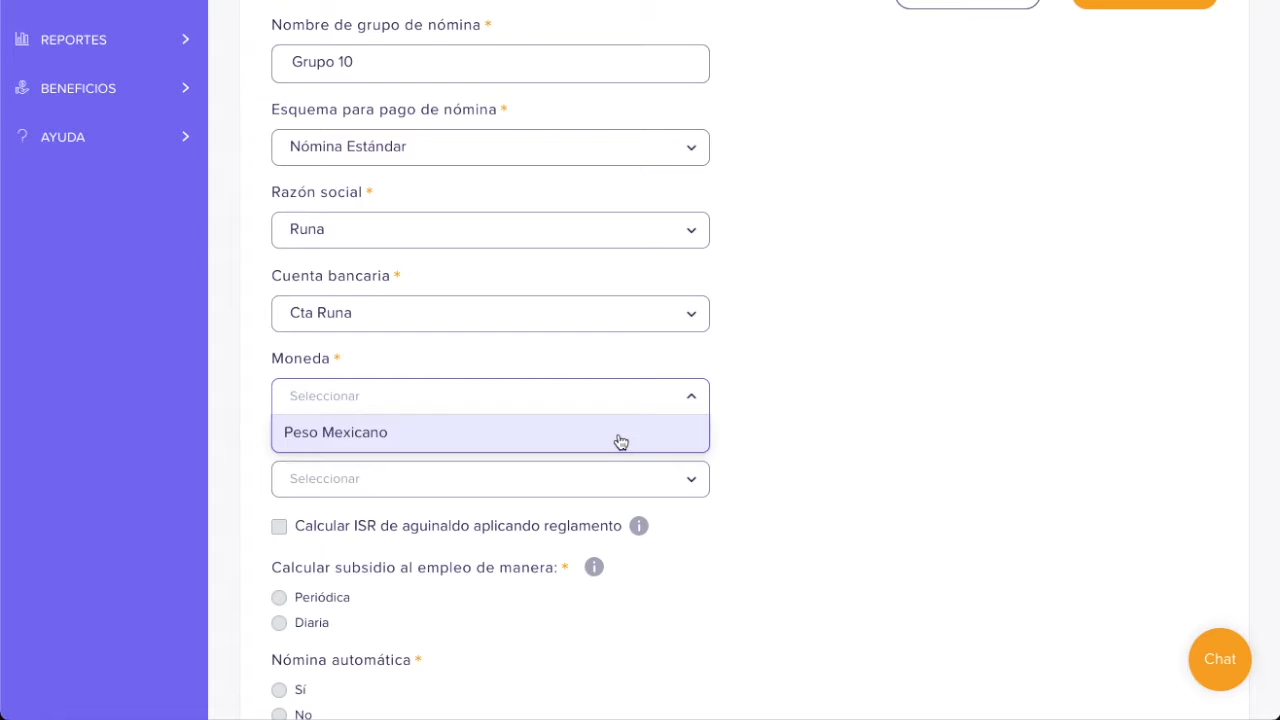 REPORTES
BENEFICIOS
AYUDA
Nombre de grupo de nómina *
Grupo 10
Esquema para pago de nómina *
Nómina Estándar
Razón social *
Runa
Cuenta bancaria *
Cta Runa
Moneda *
Seleccionar
Peso Mexicano
Seleccionar
Calcular ISR de aguinaldo aplicando reglamento i
Calcular subsidio al empleo de manera: * i
Periódica
Diaria
Nómina automática *
Sí
No
Chat